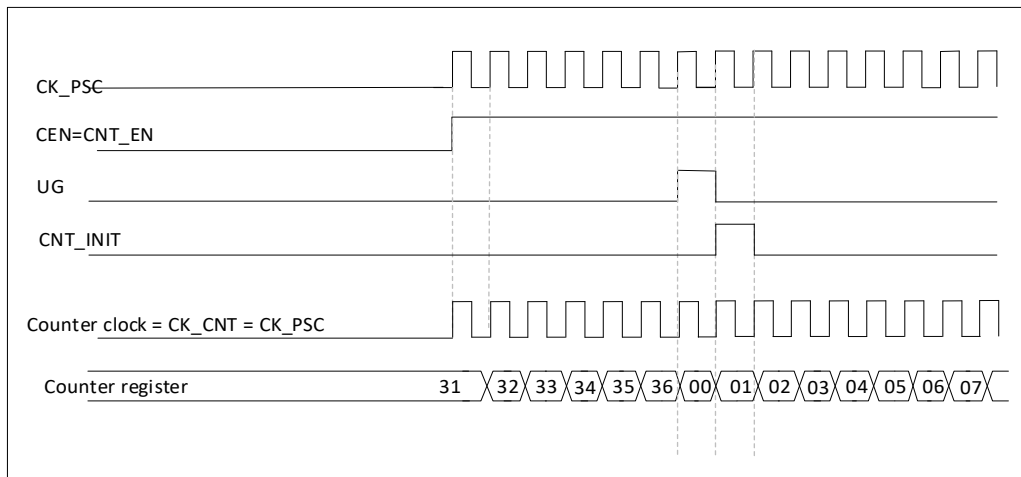 CK_PSC
CEN=CNT_EN
UG
CNT_INIT
Counter clock = CK_CNT = CK_PSC
Counter register 31 32 33 34 35 36 00 01 02 03 04 05 06 07